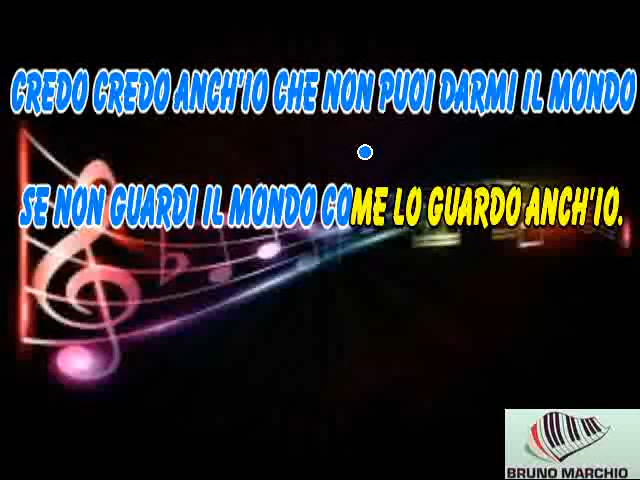 CREDO CREDO ANCH'IO CHE NON PUOI DARMI IL MONDO
SE NON GUARDI IL MONDO COME LO GUARDO ANCH'IO.
BRUNO MARCHIO